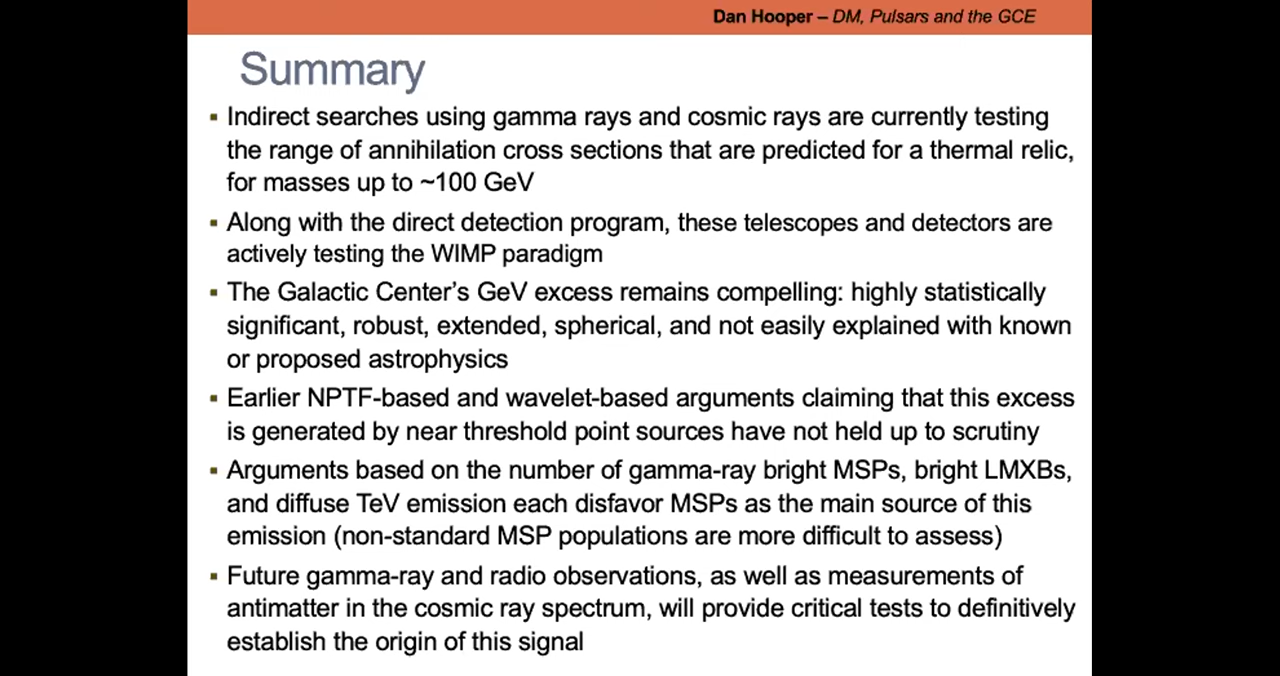 Dan Hooper – DM, Pulsars and the GCE
Summary
▪ Indirect searches using gamma rays and cosmic rays are currently testing
the range of annihilation cross sections that are predicted for a thermal relic,
for masses up to ~100 GeV
▪ Along with the direct detection program, these telescopes and detectors are
actively testing the WIMP paradigm
▪ The Galactic Center’s GeV excess remains compelling: highly statistically
significant, robust, extended, spherical, and not easily explained with known
or proposed astrophysics
▪ Earlier NPTF-based and wavelet-based arguments claiming that this excess
is generated by near threshold point sources have not held up to scrutiny
▪ Arguments based on the number of gamma-ray bright MSPs, bright LMXBs,
and diffuse TeV emission each disfavor MSPs as the main source of this
emission (non-standard MSP populations are more difficult to assess)
▪ Future gamma-ray and radio observations, as well as measurements of
antimatter in the cosmic ray spectrum, will provide critical tests to definitively
establish the origin of this signal